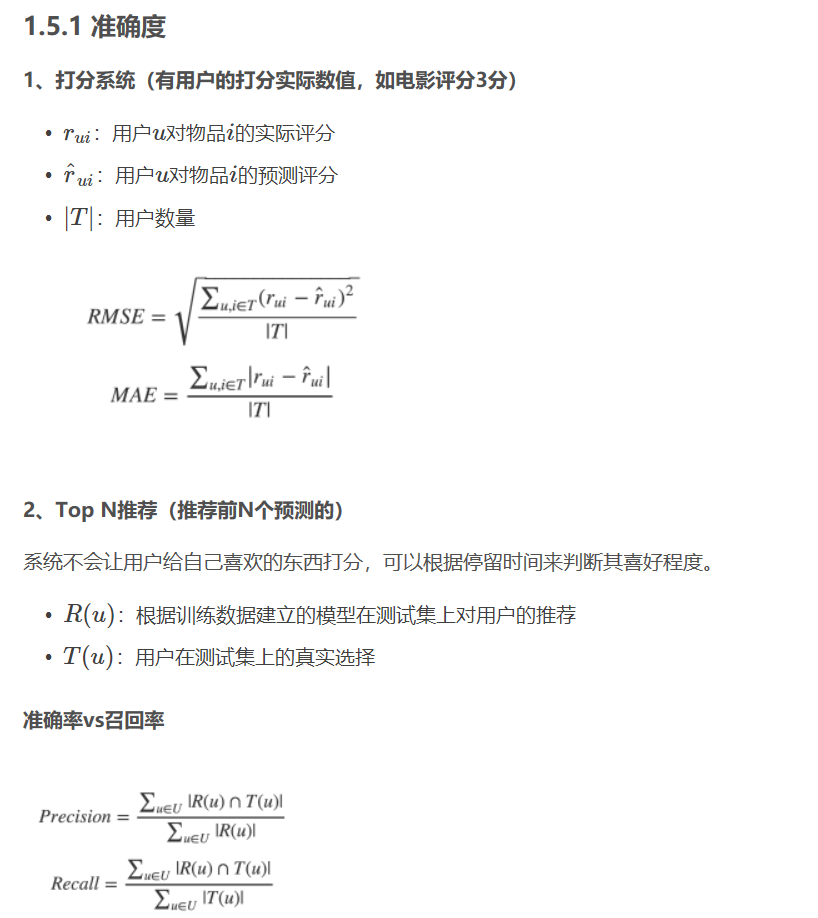 1.5.1 准确度
1、打分系统（有用户的打分实际数值，如电影评分3分）
• r_{ui}：用户u对物品i的实际评分
• \hat{r}_{ui}：用户u对物品i的预测评分
• |T|：用户数量
RMSE = \sqrt{\frac{\sum_{u,i∈T}(r_{ui} − \hat{r}_{ui})^2}{|T|}}
MAE = \frac{\sum_{u,i∈T}|r_{ui} − \hat{r}_{ui}|}{|T|}
2、Top N推荐（推荐前N个预测的）
系统不会让用户给自己喜欢的东西打分，可以根据停留时间来判断其喜好程度。
• R(u)：根据训练数据建立的模型在测试集上对用户的推荐
• T(u)：用户在测试集上的真实选择
准确率vs召回率
Precision = \frac{\sum_{u∈U} |R(u) ∩ T(u)|}{\sum_{u∈U} |R(u)|}
Recall = \frac{\sum_{u∈U} |R(u) ∩ T(u)|}{\sum_{u∈U} |T(u)|}